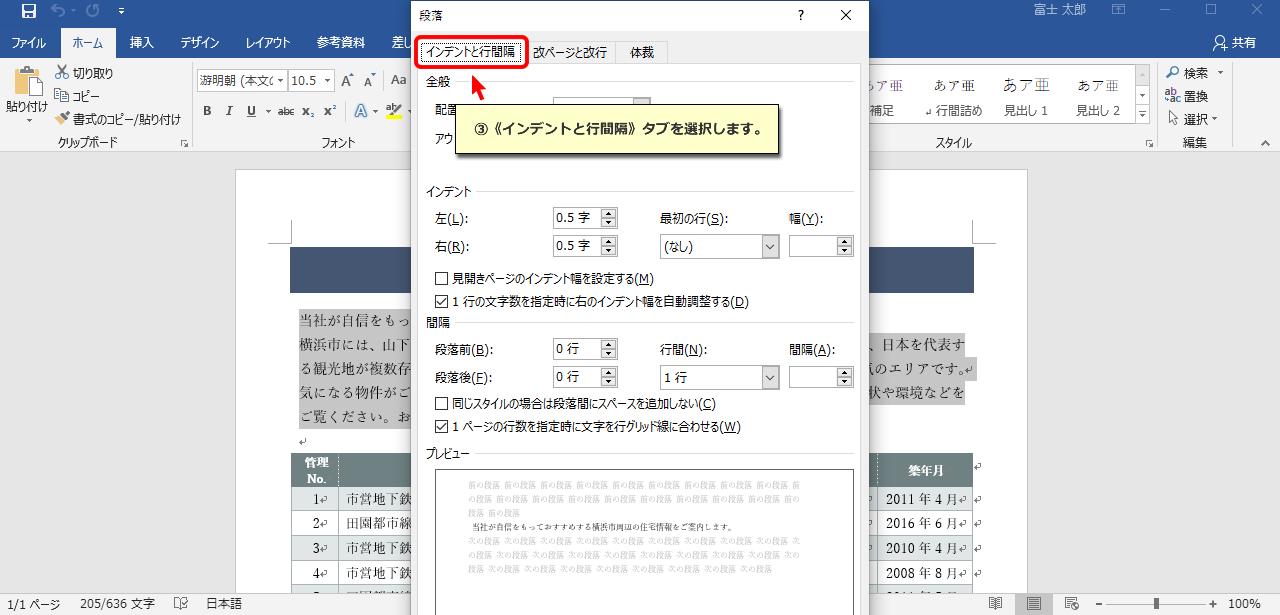 段落
富士 太郎
ファイル ホーム 挿入 デザイン レイアウト 参考資料 差し
共有
インデントと行間隔 改ページと改行 体裁
貼り付け
切り取り
コピー
書式のコピー/貼り付け
クリップボード
游明朝 (本文の 10.5
B I U abc x₂ x² A ab
フォント
あア亜 あア亜 あア亜 あア亜
補足 ↲ 行間詰め 見出し 1 見出し 2
スタイル
検索
置換
選択
編集
全般
配置
アウ
③《インデントと行間隔》タブを選択します。
インデント
左(L): 0.5 字 最初の行(S): 幅(Y):
右(R): 0.5 字 (なし)
見開きページのインデント幅を設定する(M)
1 行の文字数を指定時に右のインデント幅を自動調整する(D)
間隔
段落前(B): 0 行 行間(N): 間隔(A):
段落後(F): 0 行 1 行
同じスタイルの場合は段落間にスペースを追加しない(C)
1 ページの行数を指定時に文字を行グリッド線に合わせる(W)
プレビュー
前の段落 前の段落 前の段落 前の段落 前の段落 前の段落 前の段落 前の段落 前の段落 前
の段落 前の段落 前の段落 前の段落 前の段落 前の段落 前の段落 前の段落 前の段落 前の
段落 前の段落
当社が自信をもっておすすめする横浜市周辺の住宅情報をご案内します。
次の段落 次の段落 次の段落 次の段落 次の段落 次の段落 次の段落 次の段落 次の段落 次
の段落 次の段落 次の段落 次の段落 次の段落 次の段落 次の段落 次の段落 次の段落 次の
段落 次の段落 次の段落 次の段落 次の段落 次の段落 次の段落 次の段落 次の段落
当社が自信をもっ
横浜市には、山下 、日本を代表す
る観光地が複数存 気のエリアです。
気になる物件がご 状や環境などを
ご覧ください。お
管理
No. 築年月
1 市営地下鉄 2011 年 4 月
2 田園都市線 2016 年 6 月
3 市営地下鉄 2010 年 4 月
4 市営地下鉄 2008 年 8 月
1/1 ページ 205/636 文字 日本語 100%